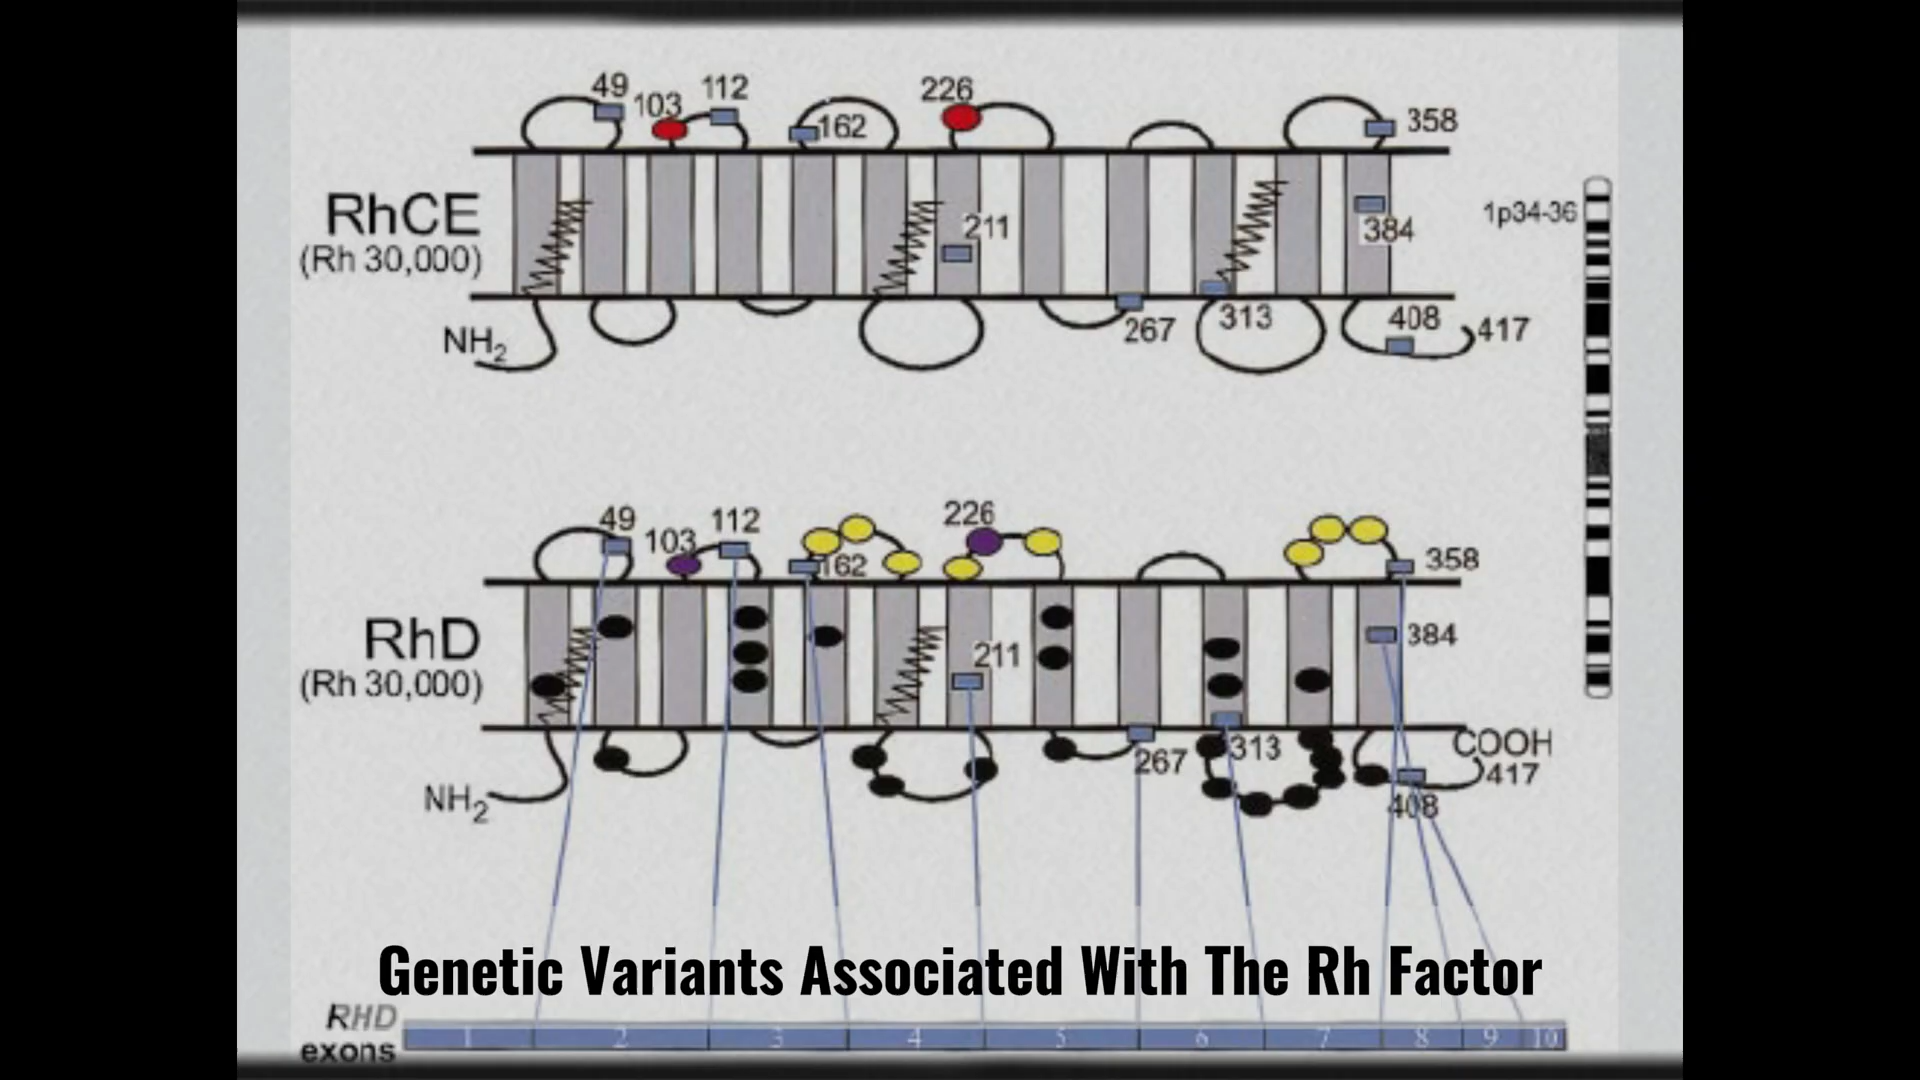 49
103
112
162
226
358
RhCE
(Rh 30,000)
211
384
1p34-36
NH2
267
313
408
417
49
103
112
162
226
358
RhD
(Rh 30,000)
211
384
NH2
267
313
COOH
417
408
Genetic Variants Associated With The Rh Factor
RHD
exons
1 2 3 4 5 6 7 8 9 10